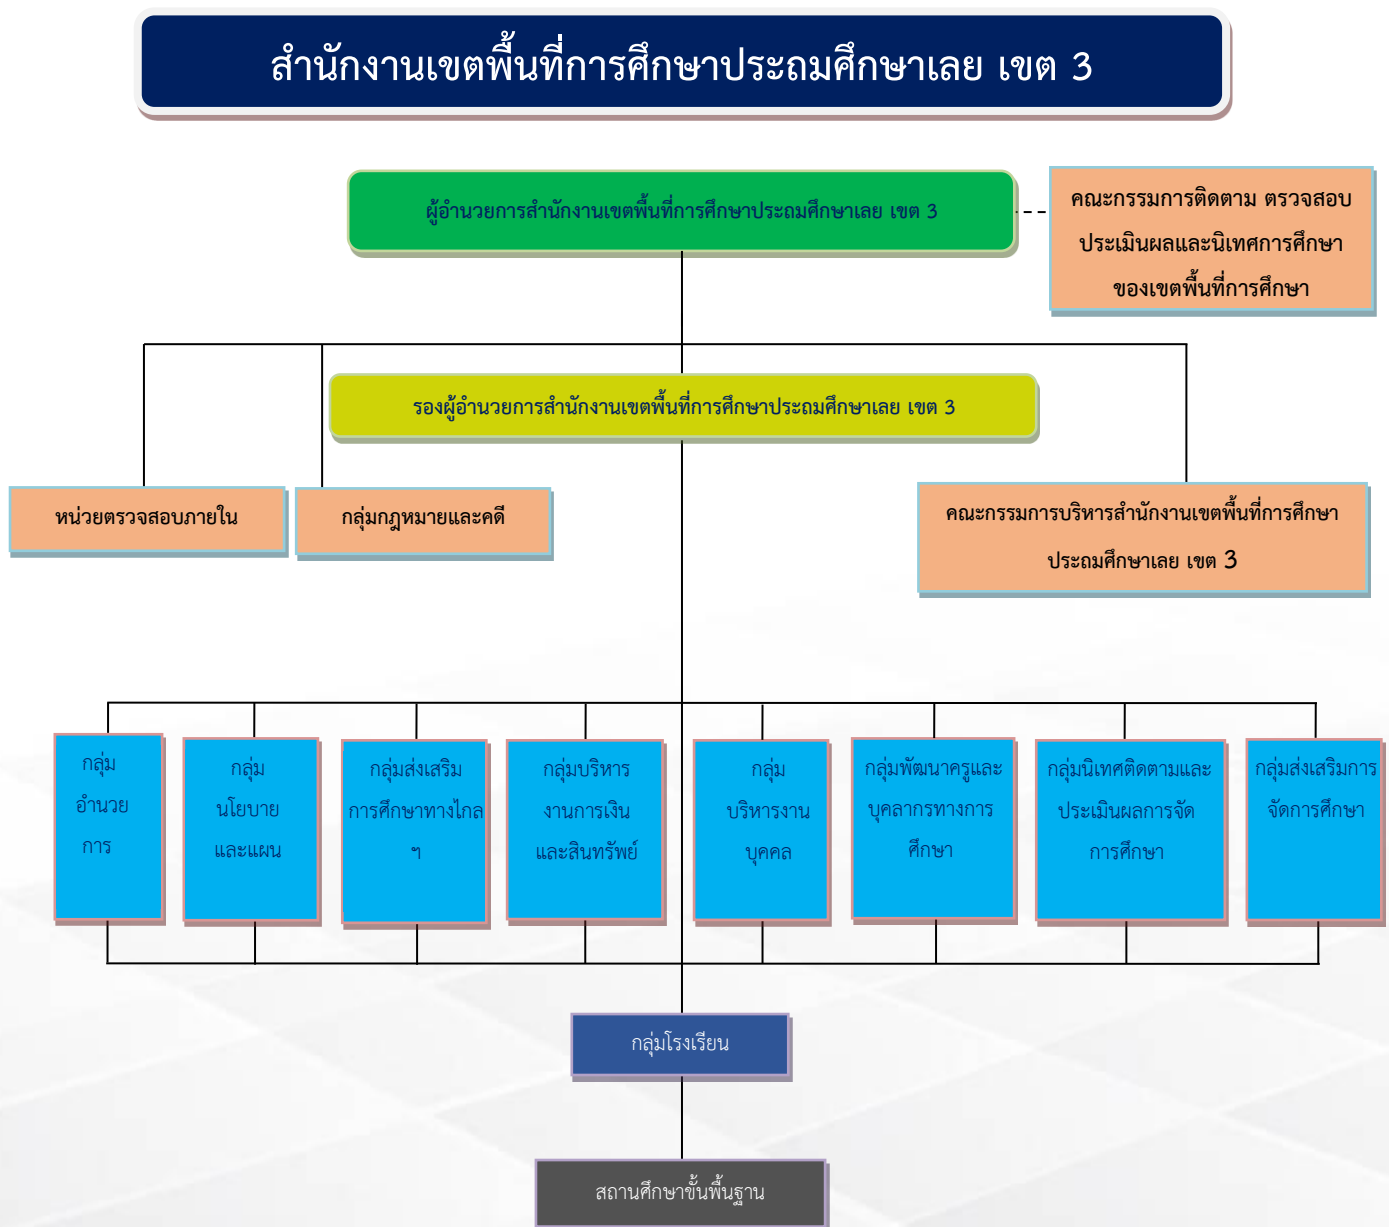 สำนักงานเขตพื้นที่การศึกษาประถมศึกษาเลย เขต 3
ผู้อำนวยการสำนักงานเขตพื้นที่การศึกษาประถมศึกษาเลย เขต 3
คณะกรรมการติดตาม ตรวจสอบ
ประเมินผลและนิเทศการศึกษา
ของเขตพื้นที่การศึกษา
รองผู้อำนวยการสำนักงานเขตพื้นที่การศึกษาประถมศึกษาเลย เขต 3
หน่วยตรวจสอบภายใน
กลุ่มกฎหมายและคดี
คณะกรรมการบริหารสำนักงานเขตพื้นที่การศึกษา
ประถมศึกษาเลย เขต 3
กลุ่ม
อำนวย
การ
กลุ่ม
นโยบาย
และแผน
กลุ่มส่งเสริม
การศึกษาทางไกล
ฯ
กลุ่มบริหาร
งานการเงิน
และสินทรัพย์
กลุ่ม
บริหารงาน
บุคคล
กลุ่มพัฒนาครูและ
บุคลากรทางการ
ศึกษา
กลุ่มนิเทศติดตามและ
ประเมินผลการจัด
การศึกษา
กลุ่มส่งเสริมการ
จัดการศึกษา
กลุ่มโรงเรียน
สถานศึกษาขั้นพื้นฐาน